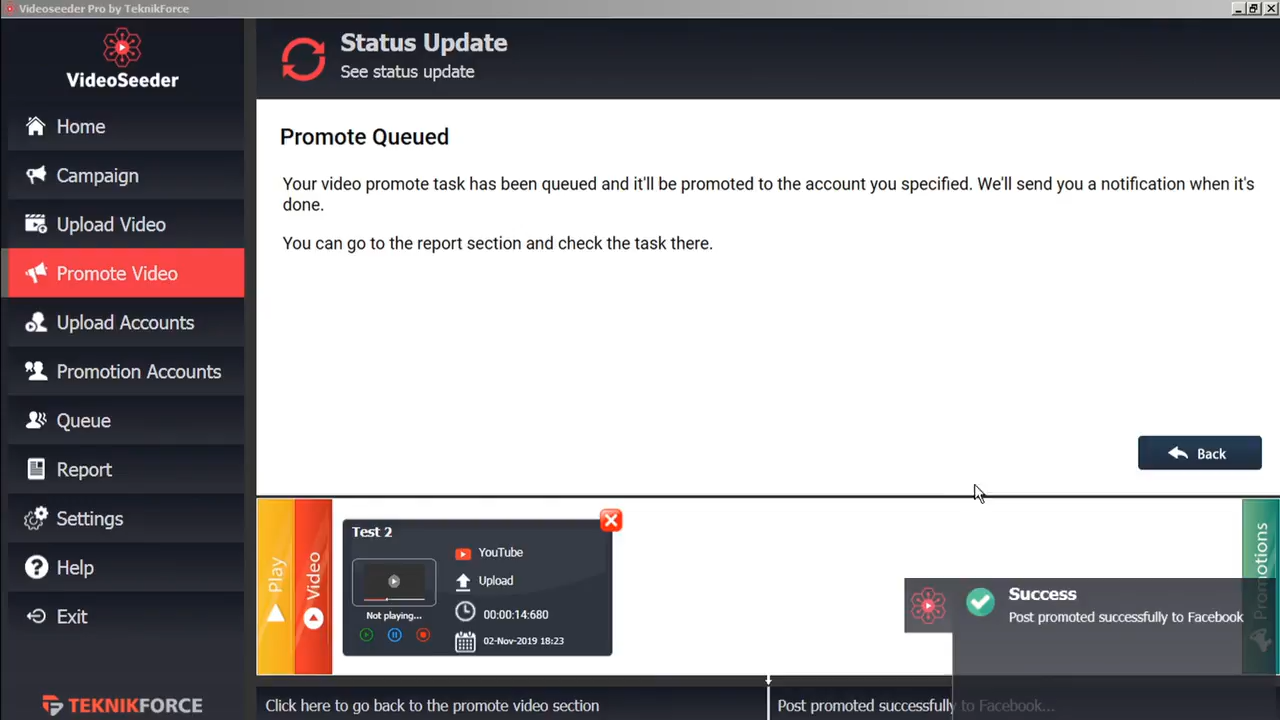 Videoseeder Pro by TeknikForce
VideoSeeder
Home
Campaign
Upload Video
Promote Video
Upload Accounts
Promotion Accounts
Queue
Report
Settings
Help
Exit
TEKNIKFORCE
Status Update
See status update
Promote Queued
Your video promote task has been queued and it'll be promoted to the account you specified. We'll send you a notification when it's
done.
You can go to the report section and check the task there.
Back
Play
Video
Test 2
Not playing...
YouTube
Upload
00:00:14:680
02-Nov-2019 18:23
Promotions
Success
Post promoted successfully to Facebook
Click here to go back to the promote video section
Post promoted successfully to Facebook...